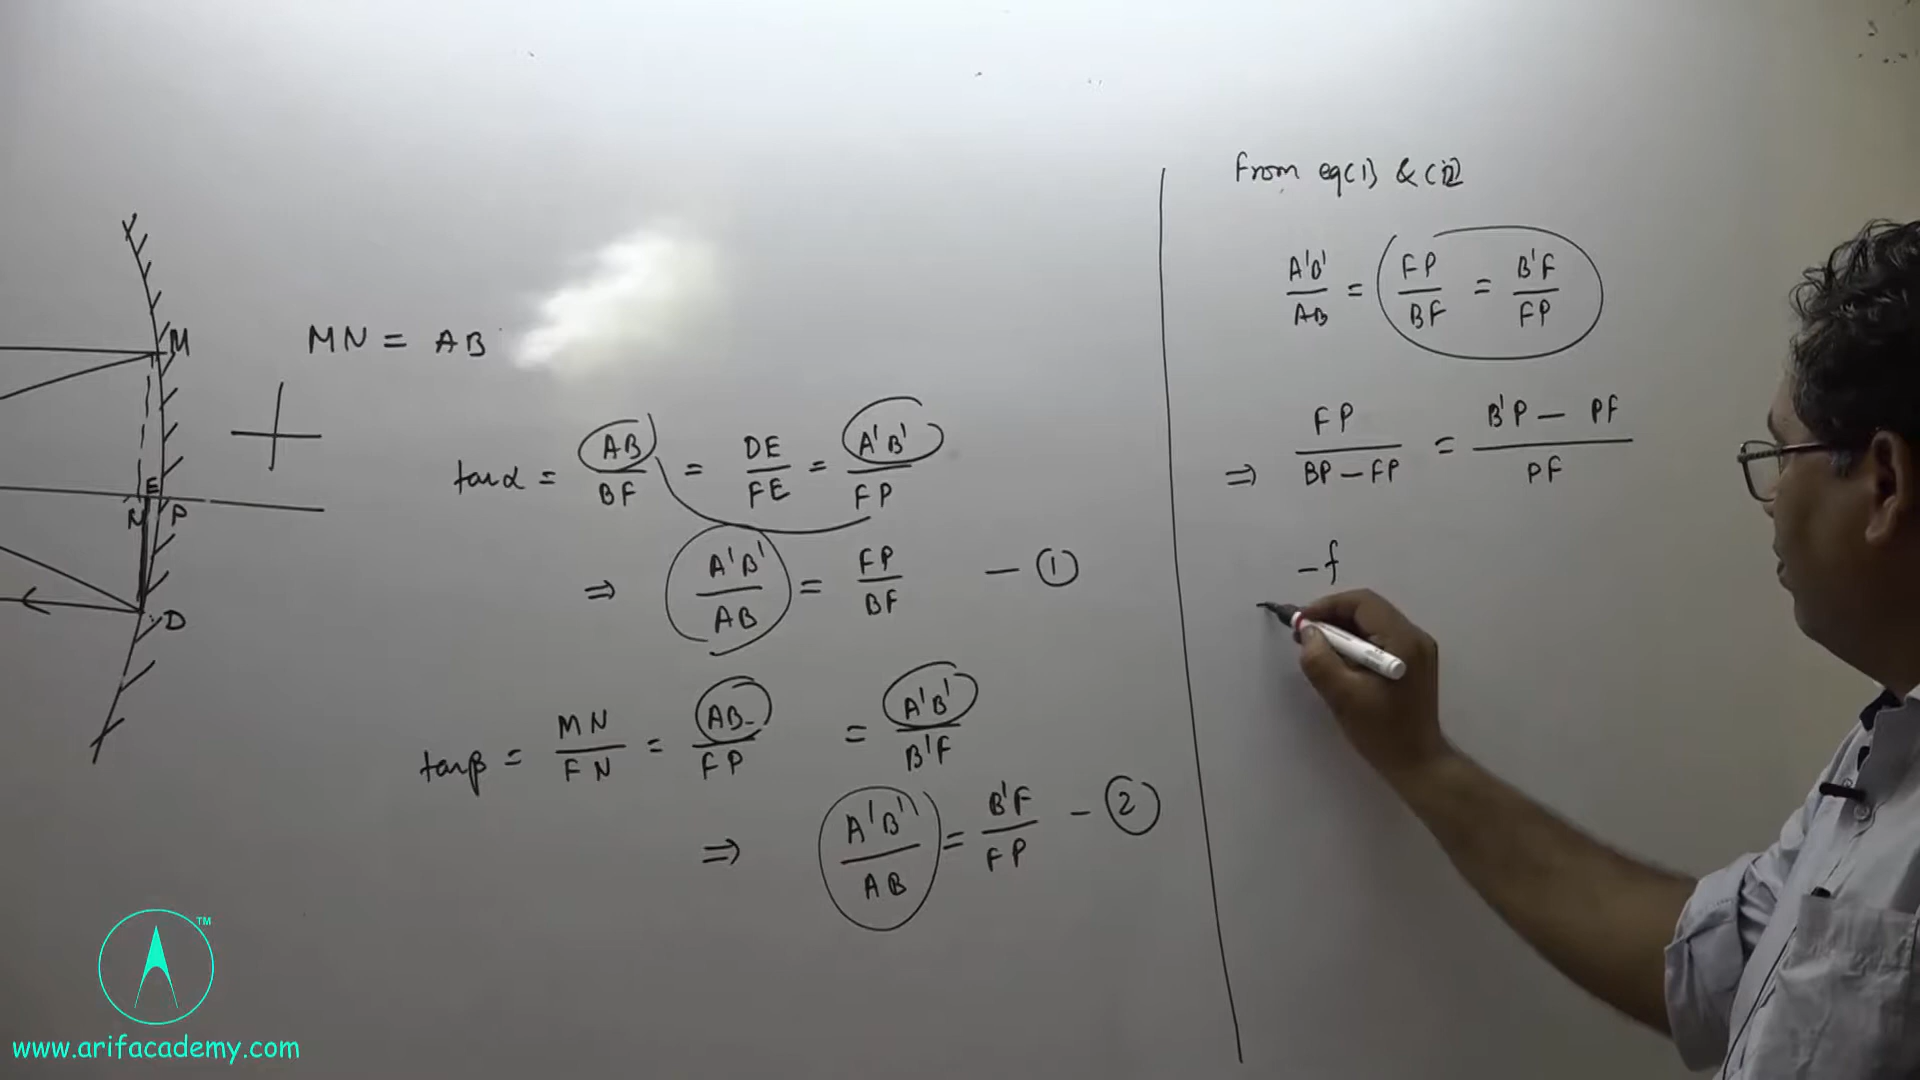 M
E
N P
D
MN = AB
tanα = AB/BF = DE/FE = A'B'/FP
⇒ A'B'/AB = FP/BF — ①
tanβ = MN/FN = AB/FP = A'B'/B'F
⇒ A'B'/AB = B'F/FP — ②
From eq(1) & (2)
A'B'/AB = FP/BF = B'F/FP
⇒ FP/BP – FP = B'P – PF/PF
–f
TM
www.arifacademy.com